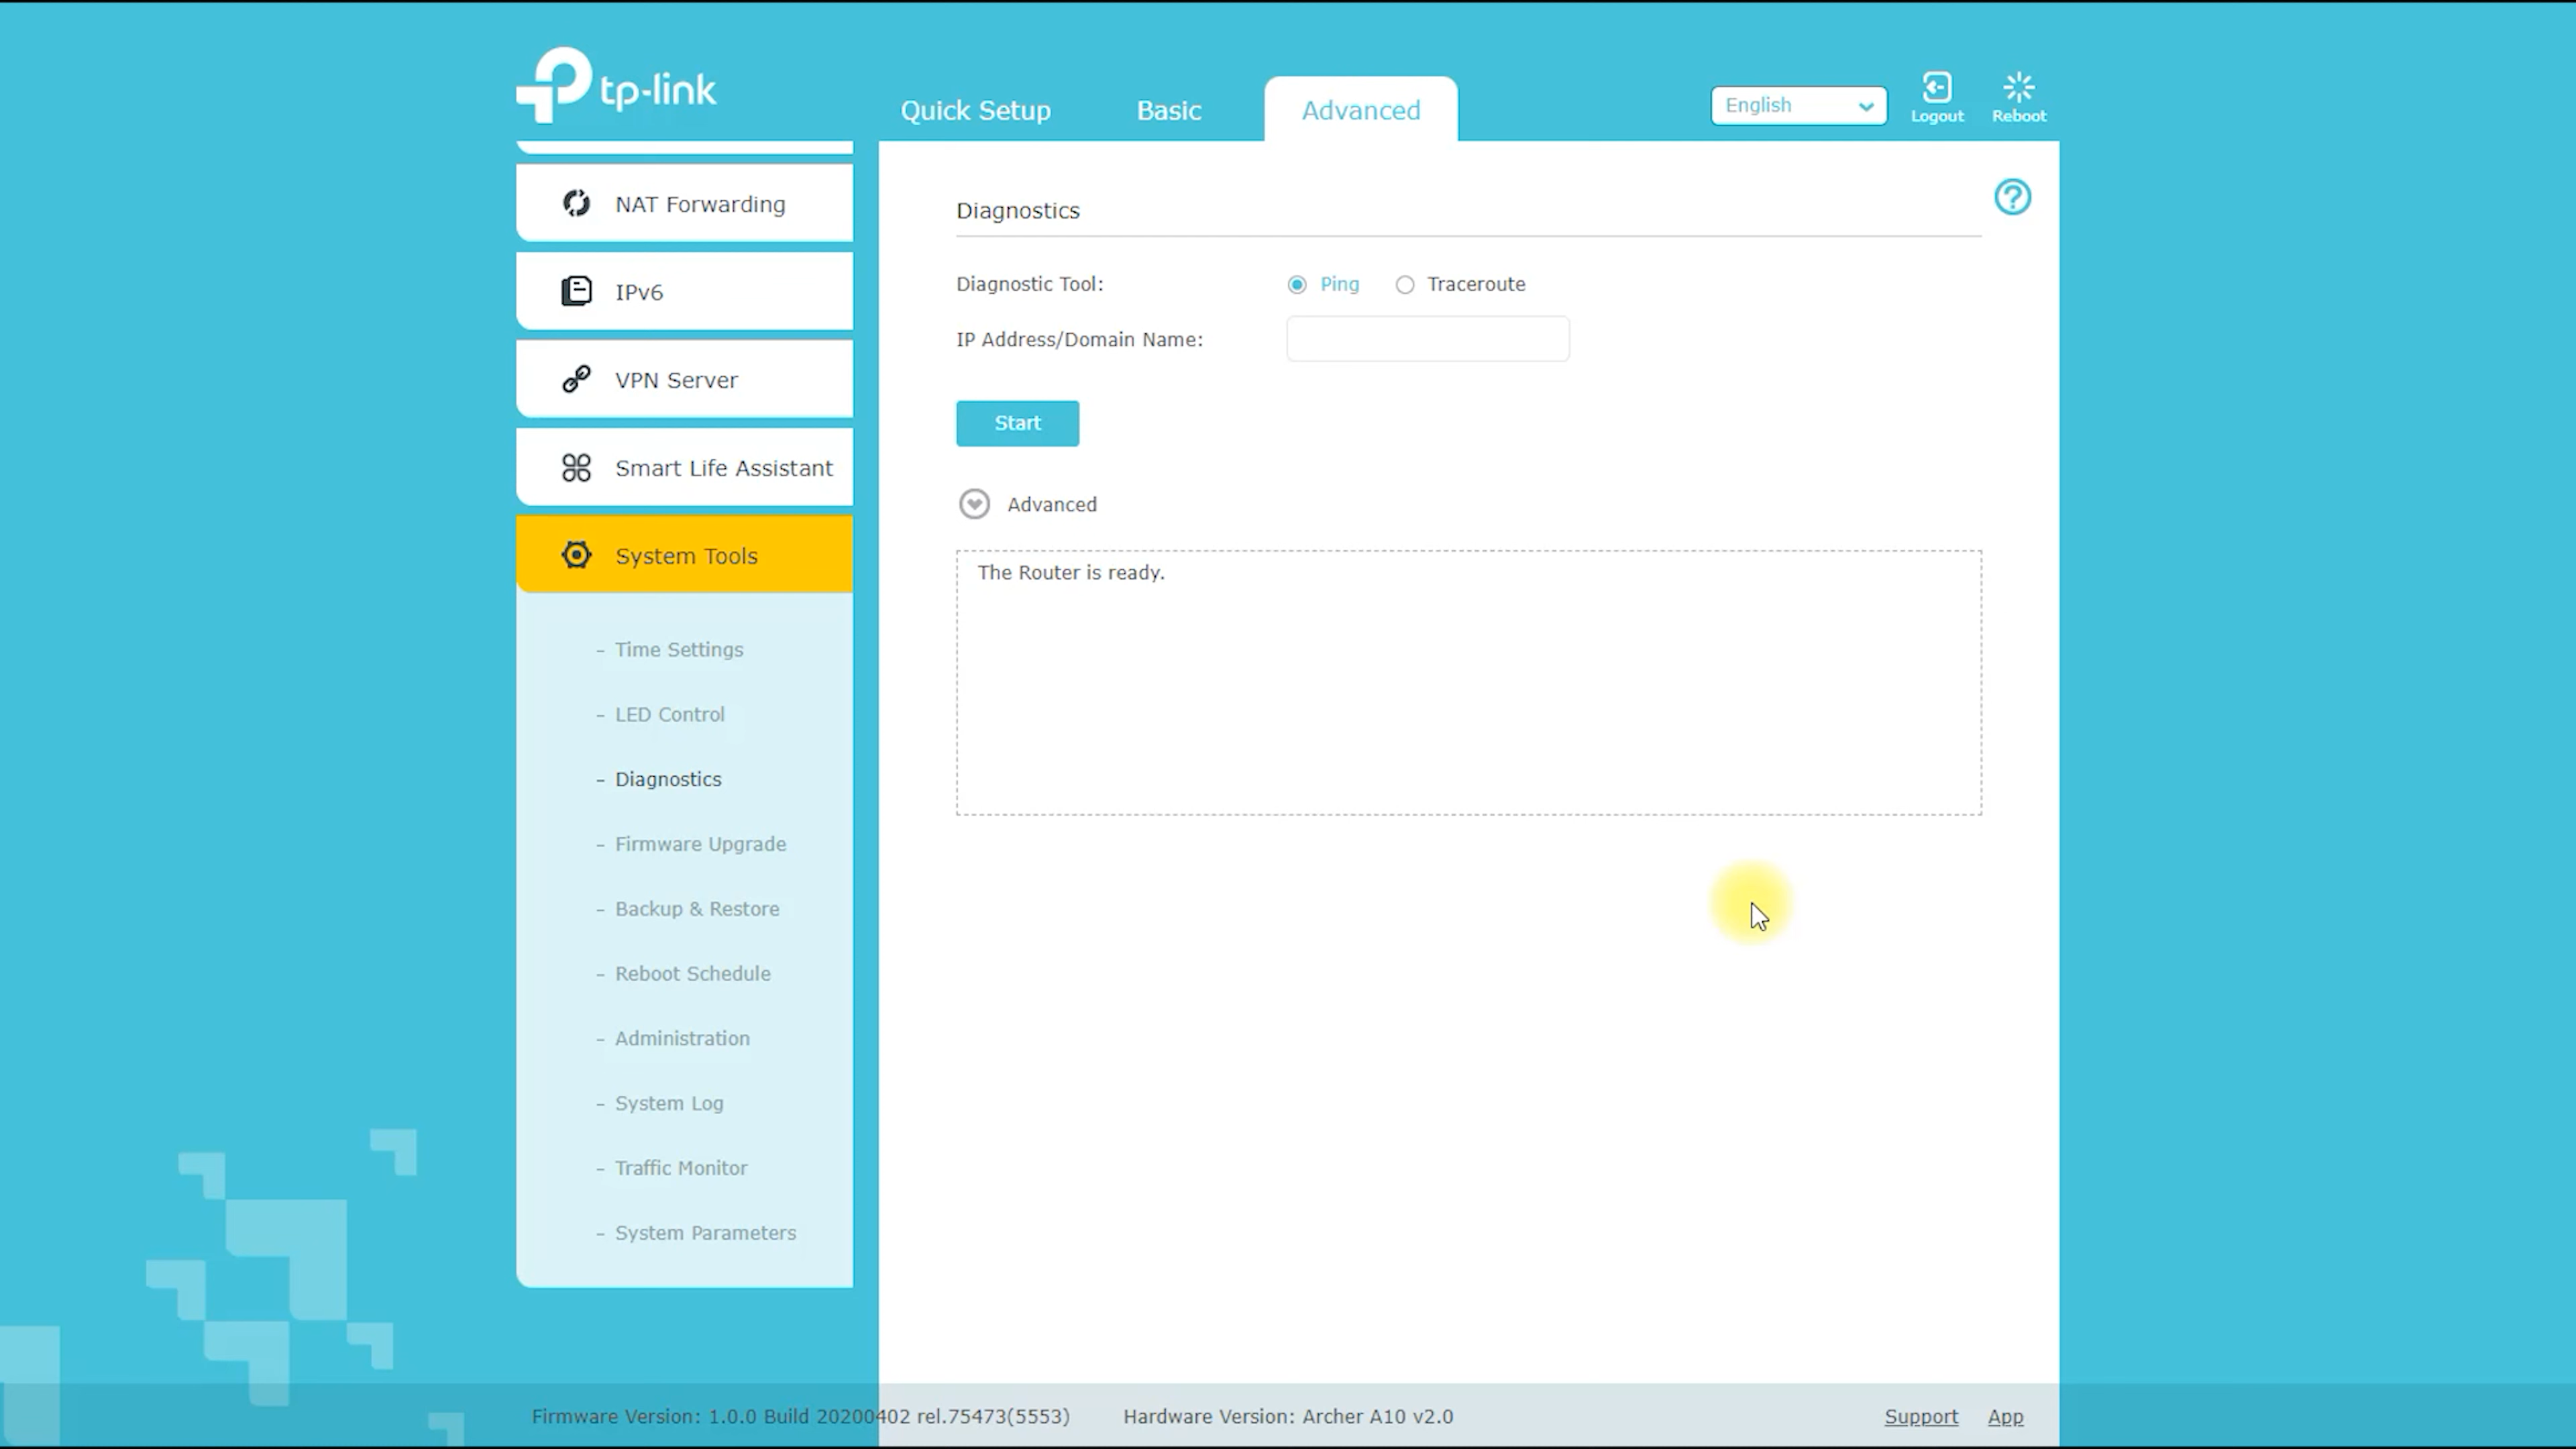 tp-link
Quick Setup
Basic
Advanced
English
Logout
Reboot
NAT Forwarding
IPv6
VPN Server
Smart Life Assistant
System Tools
- Time Settings
- LED Control
- Diagnostics
- Firmware Upgrade
- Backup & Restore
- Reboot Schedule
- Administration
- System Log
- Traffic Monitor
- System Parameters
Diagnostics
?
Diagnostic Tool:
Ping
Traceroute
IP Address/Domain Name:
Start
Advanced
The Router is ready.
Firmware Version: 1.0.0 Build 20200402 rel.75473(5553)
Hardware Version: Archer A10 v2.0
Support
App